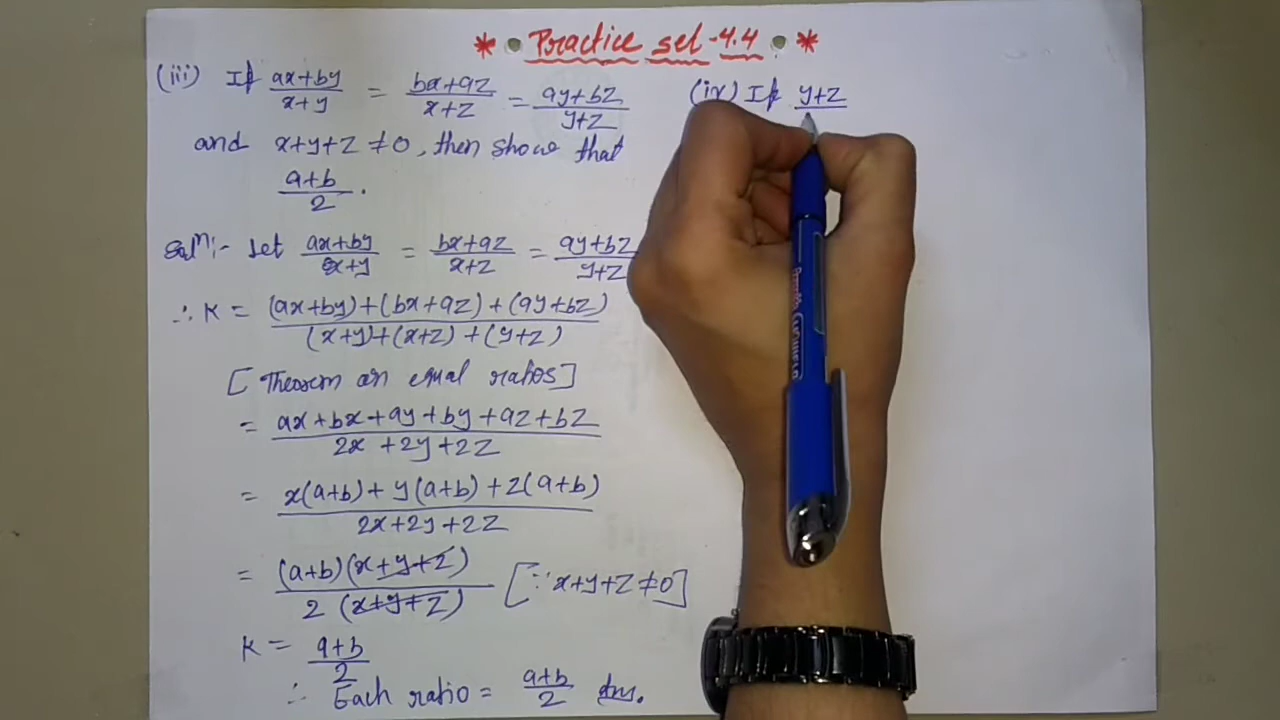 * • Practice set - 4.4 • *
(iii) If ax+by/x+y = bx+az/x+z = ay+bz/y+z
and x+y+z ≠ 0, then show that
a+b/2 .
Solⁿ:- Let ax+by/x+y = bx+az/x+z = ay+bz/y+z
∴ K = (ax+by)+(bx+az)+(ay+bz)/(x+y)+(x+z)+(y+z)
[Theorem on equal ratios]
= ax+bx+ay+by+az+bz/2x+2y+2z
= x(a+b)+y(a+b)+z(a+b)/2x+2y+2z
= (a+b)(x+y+z)/2(x+y+z) [∵ x+y+z ≠ 0]
K = a+b/2
∴ Each ratio = a+b/2
(ix) If y+z